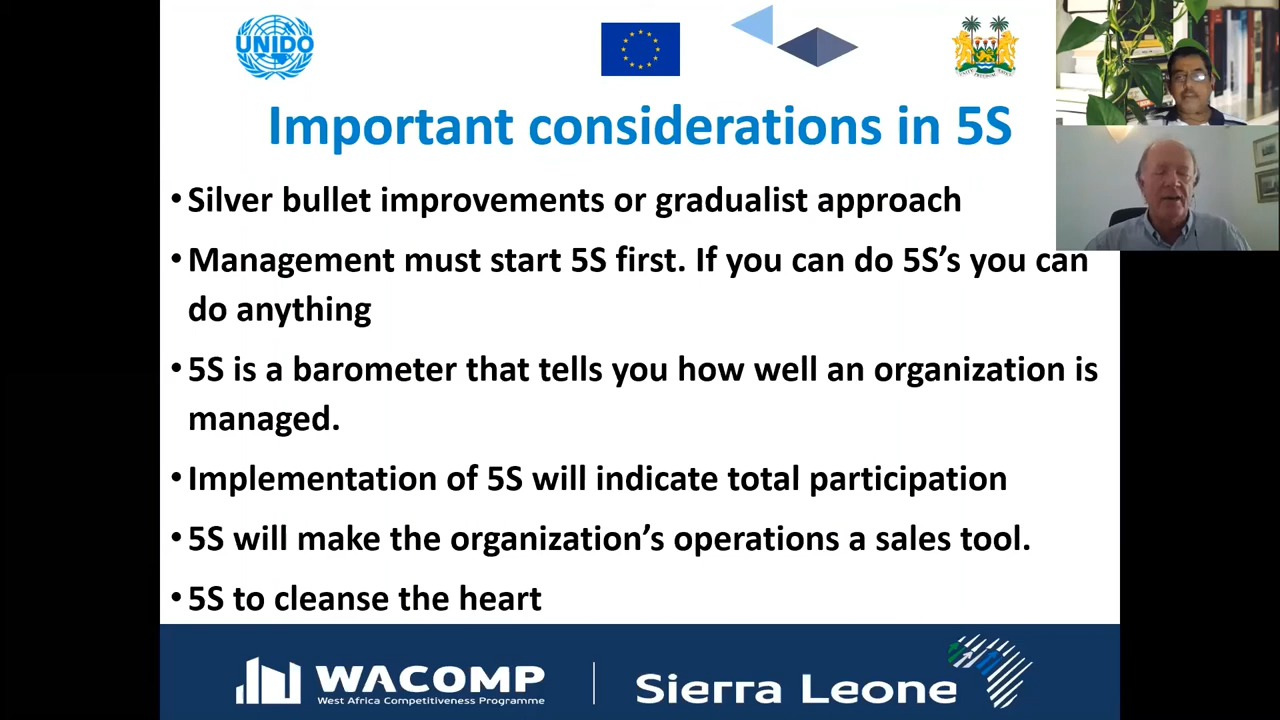 UNIDO
Important considerations in 5S
• Silver bullet improvements or gradualist approach
• Management must start 5S first. If you can do 5S’s you can
do anything
• 5S is a barometer that tells you how well an organization is
managed.
• Implementation of 5S will indicate total participation
• 5S will make the organization’s operations a sales tool.
• 5S to cleanse the heart
WACOMP
West Africa Competitiveness Programme
Sierra Leone